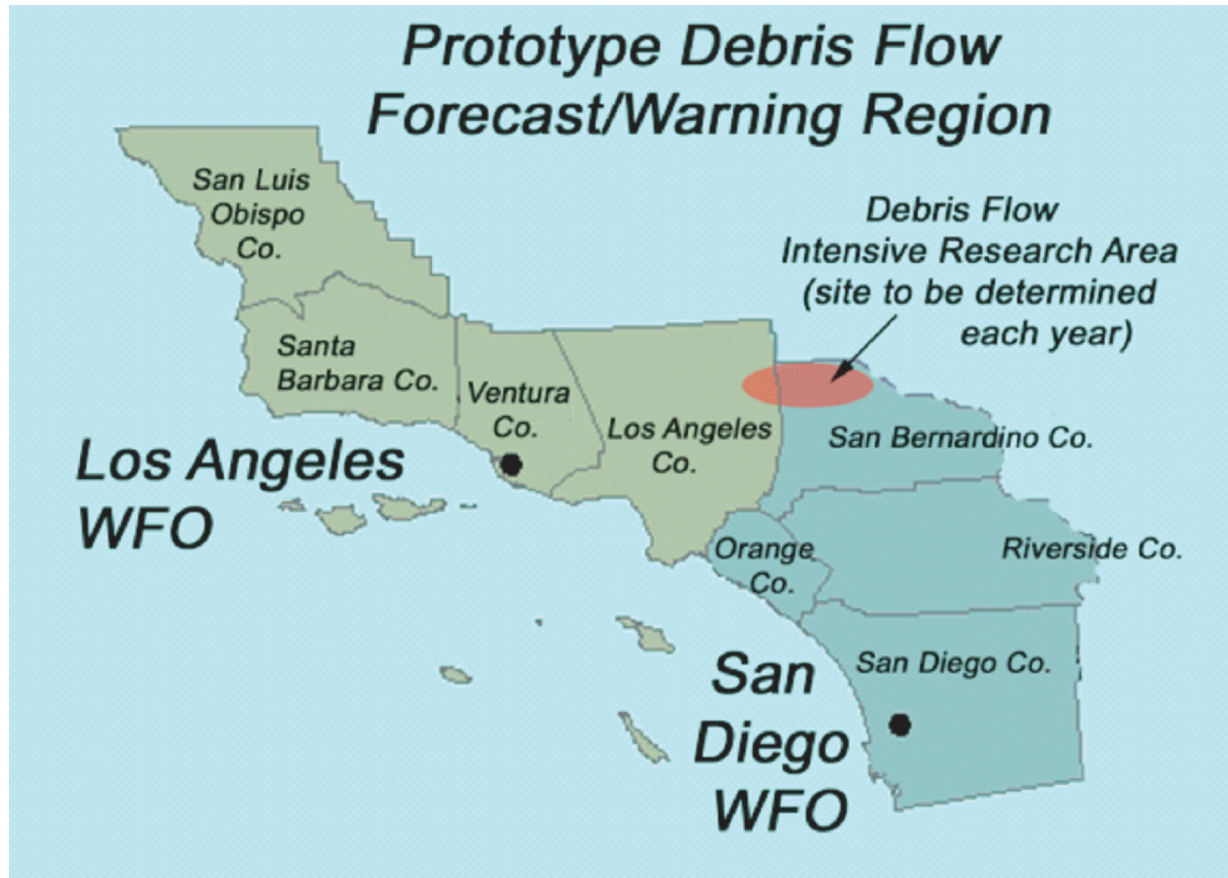 Prototype Debris Flow
Forecast/Warning Region
San Luis
Obispo
Co.
Debris Flow
Intensive Research Area
(site to be determined
each year)
Santa
Barbara Co.
Ventura
Co.
Los Angeles
Co.
San Bernardino Co.
Los Angeles
WFO
Orange
Co.
Riverside Co.
San Diego Co.
San
Diego
WFO